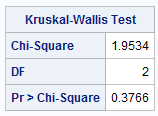 Kruskal-Wallis Test
Chi-Square 1.9534
DF 2
Pr > Chi-Square 0.3766